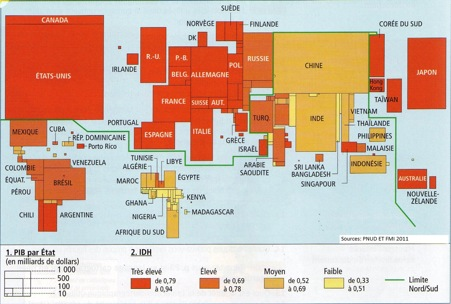 SUÈDE
NORVÈGE
FINLANDE
CANADA
DK
CORÉE DU SUD
IRLANDE
R.-U.
P.-B.
POL.
RUSSIE
CHINE
JAPON
ÉTATS-UNIS
BELG.
ALLEMAGNE
Hong Kong
FRANCE
SUISSE
AUT.
TAÏWAN
MEXIQUE
CUBA
RÉP. DOMINICAINE
Porto Rico
PORTUGAL
ESPAGNE
ITALIE
GRÈCE
TURQ.
ISRAËL
INDE
VIETNAM
THAÏLANDE
PHILIPPINES
MALAISIE
COLOMBIE
VENEZUELA
ÉQUAT.
PÉROU
BRÉSIL
TUNISIE
ALGÉRIE
LIBYE
MAROC
ÉGYPTE
ARABIE
SAOUDITE
SRI LANKA
BANGLADESH
SINGAPOUR
INDONÉSIE
AUSTRALIE
CHILI
ARGENTINE
GHANA
NIGERIA
KENYA
MADAGASCAR
AFRIQUE DU SUD
NOUVELLE-
ZÉLANDE
Sources: PNUD ET FMI 2011
1. PIB par État
(en milliards de dollars)
1 000
500
100
10
2. IDH
Très élevé
de 0,79
à 0,94
Élevé
de 0,69
à 0,78
Moyen
de 0,52
à 0,69
Faible
de 0,33
à 0,51
Limite
Nord/Sud